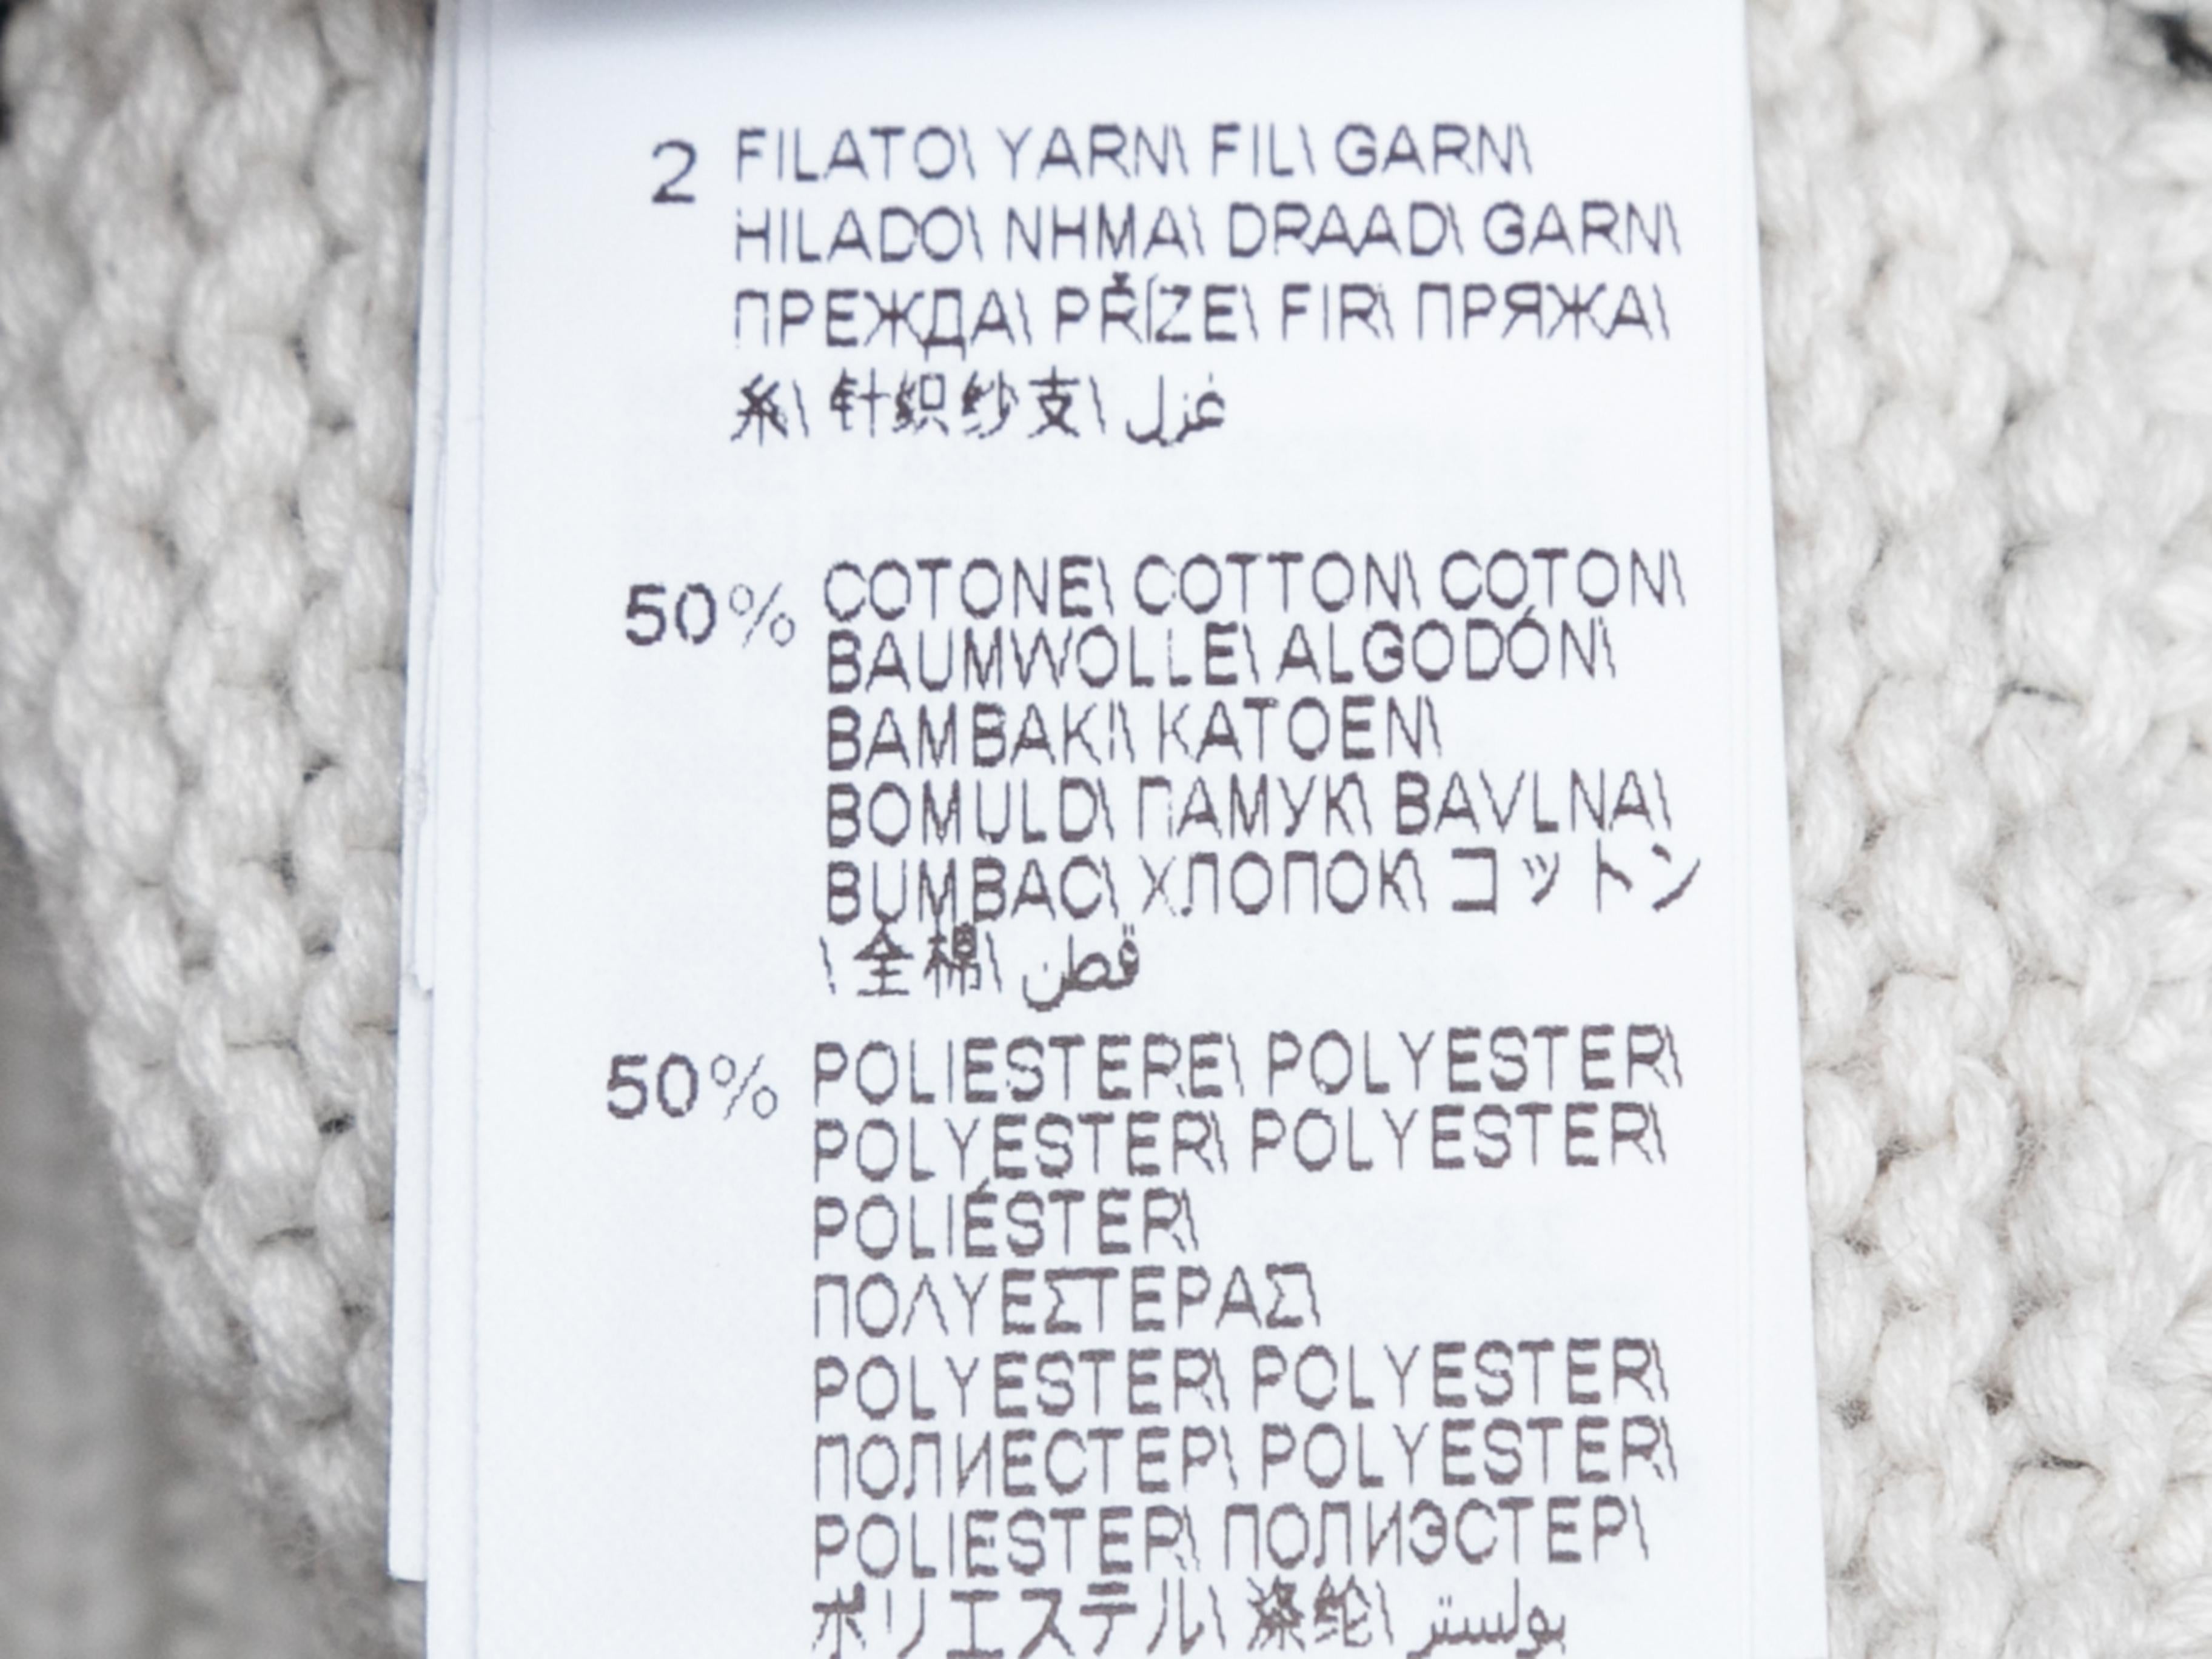 2 FILATO\ YARN\ FIL\ GARN\
HILADO\ ΝΗΜΑ\ DRAAD\ GARN\
ПРЕЖДА\ PŘÍZE\ FIR\ ПРЯЖА\
糸\ 针织纱支\ غزل
50% COTONE\ COTTON\ COTON\
BAUMWOLLE\ ALGODÓN\
BAMBAKI\ KATOEN\
BOMULD\ ПАМУК\ BAVLNA\
BUMBAC\ ХЛОПОК\ コットン
\ 全棉\ قطن
50% POLIESTERE\ POLYESTER\
POLYESTER\ POLYESTER\
POLIÉSTER\
ΠΟΛΥΕΣΤΕΡΑΣ\
POLYESTER\ POLYESTER\
ПОЛИЕСТЕР\ POLYESTER\
POLIESTER\ ПОЛИЭСТЕР\
ポリエステル\ 涤纶\ بولستر